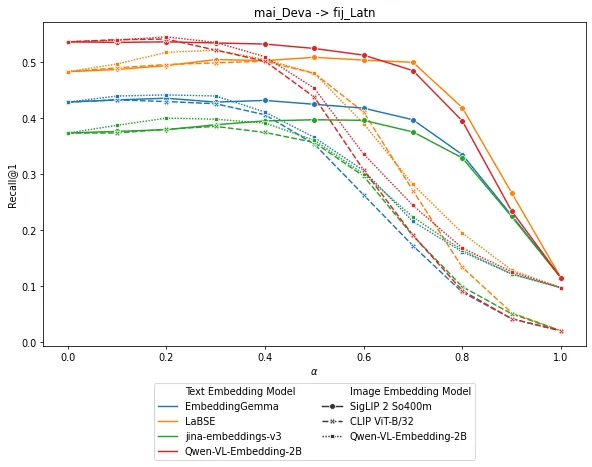 mai_Deva -> fij_Latn
Recall@1
0.5
0.4
0.3
0.2
0.1
0.0
0.0 0.2 0.4 0.6 0.8 1.0
α
Text Embedding Model Image Embedding Model
EmbeddingGemma SigLIP 2 So400m
LaBSE CLIP ViT-B/32
jina-embeddings-v3 Qwen-VL-Embedding-2B
Qwen-VL-Embedding-2B